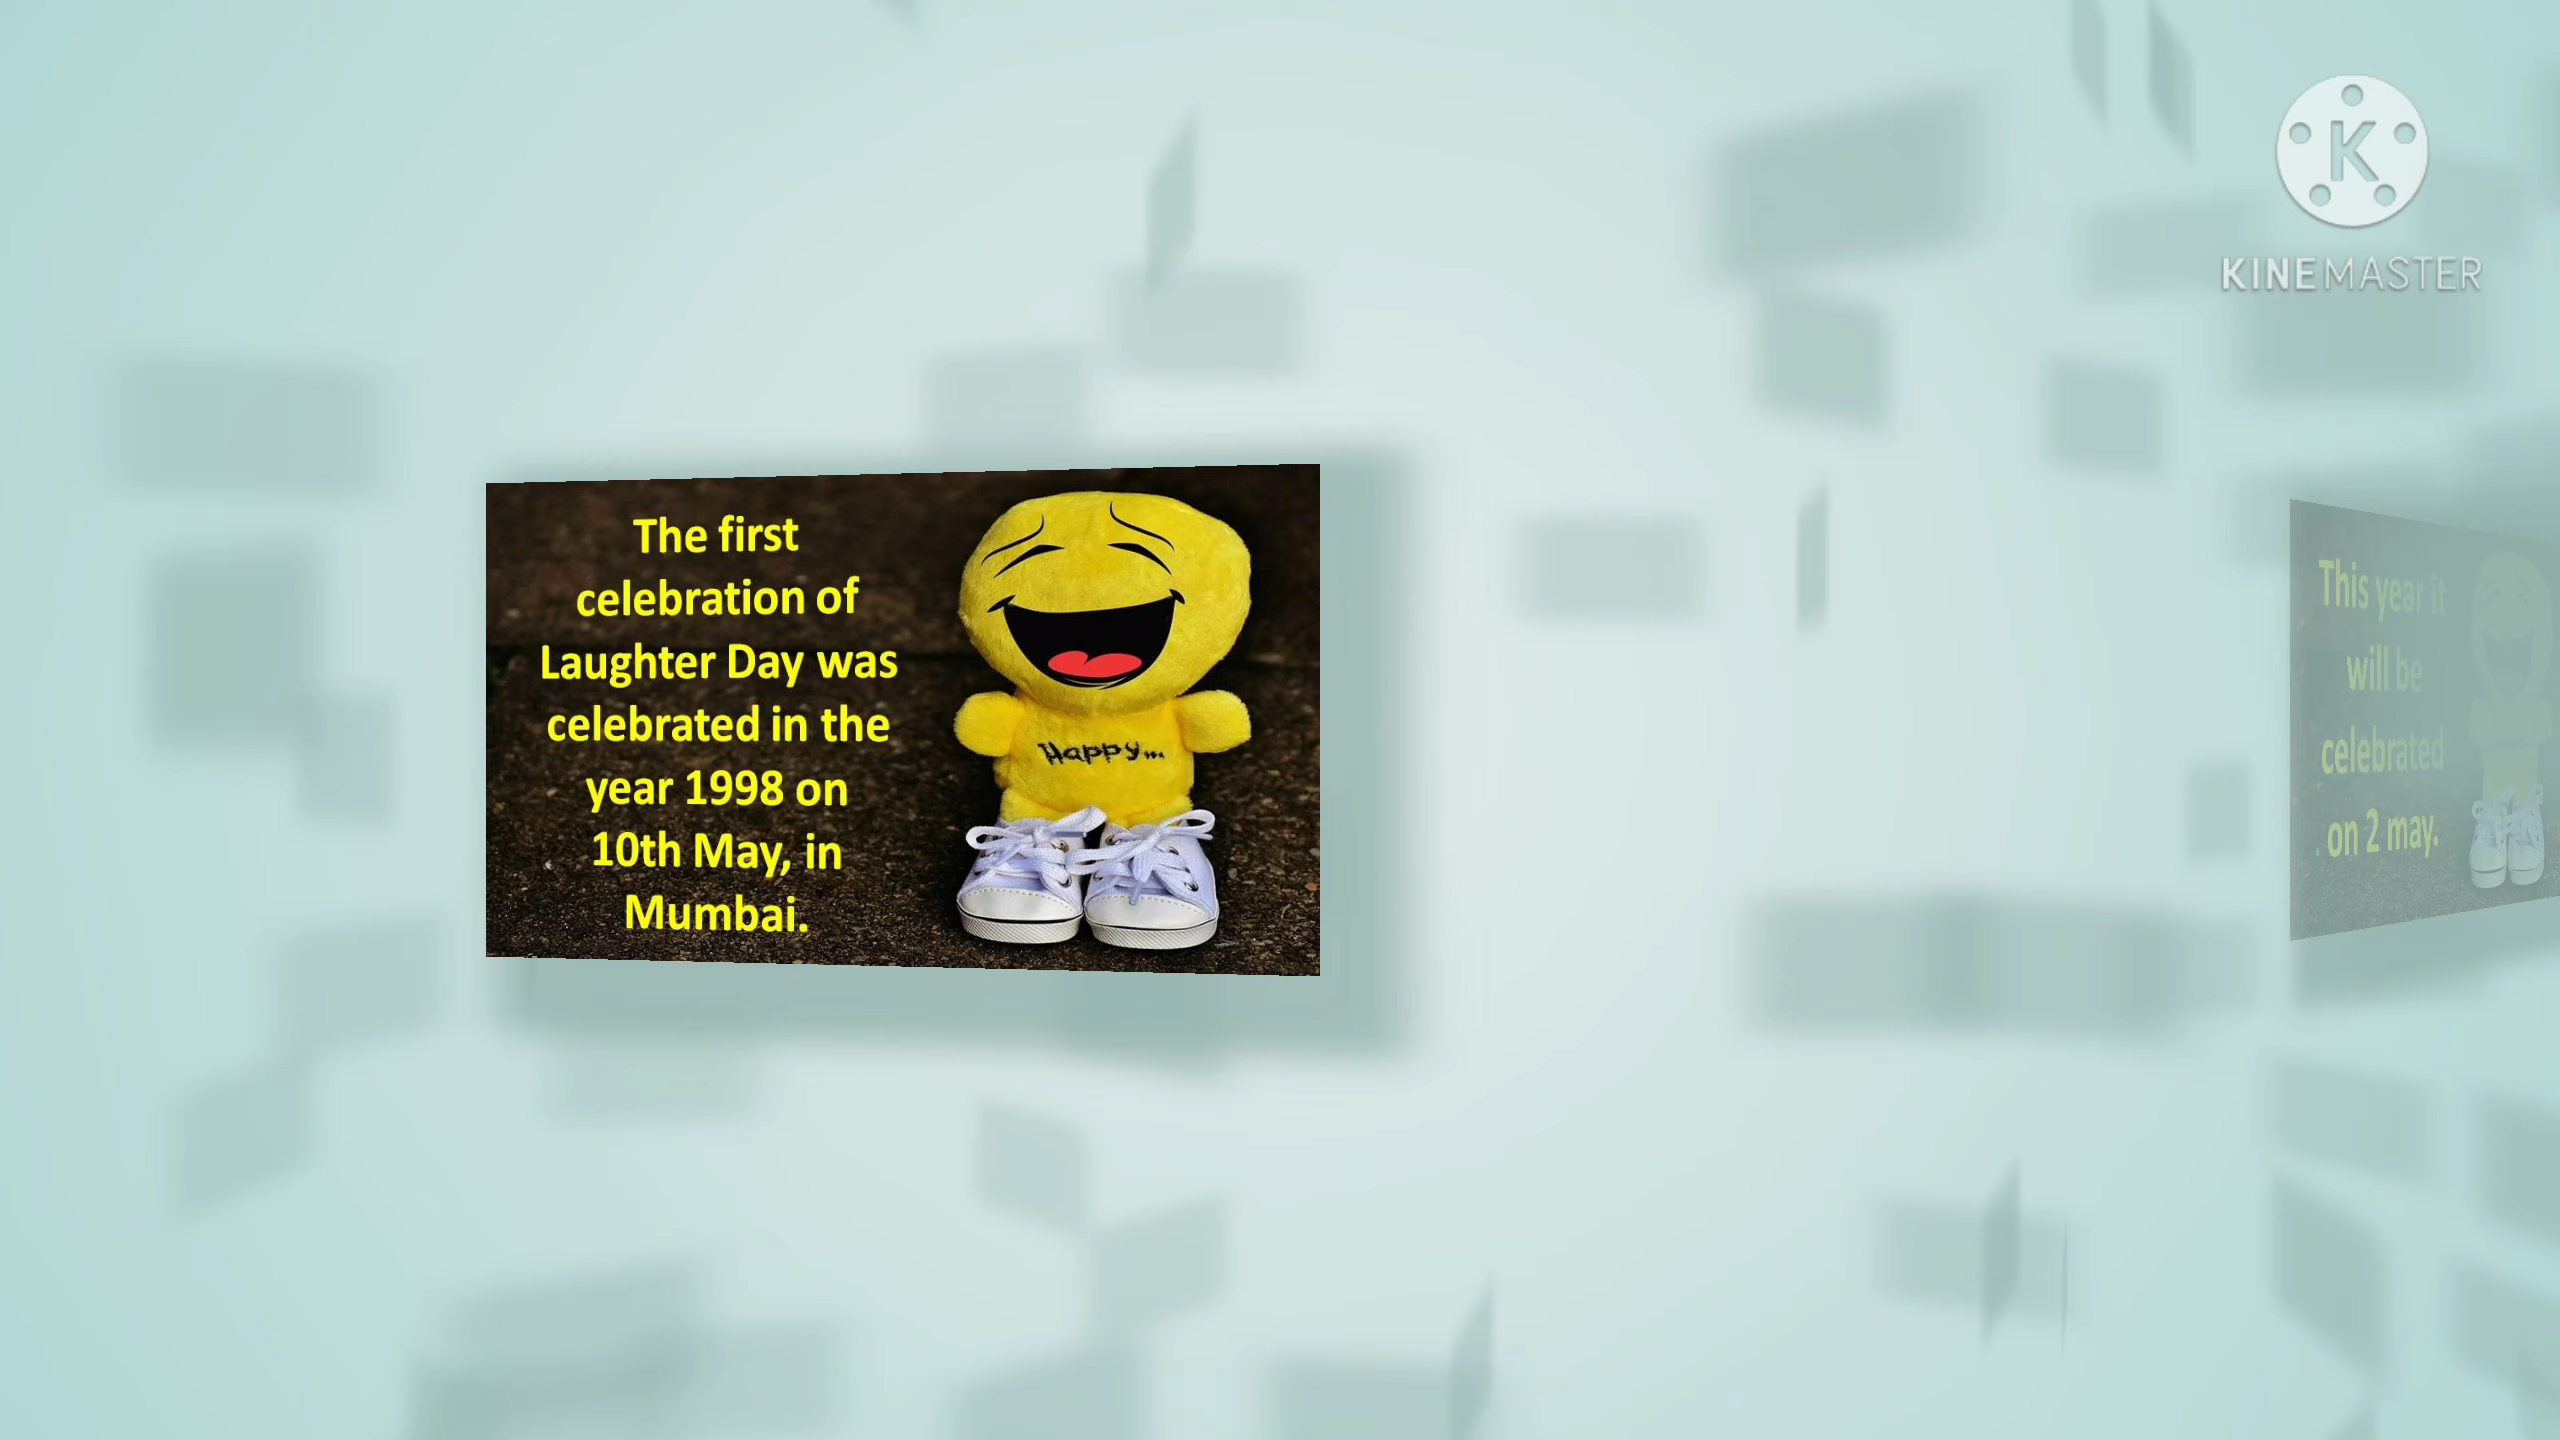 The first
celebration of
Laughter Day was
celebrated in the
year 1998 on
10th May, in
Mumbai.
Happy...
This year it
will be
celebrated
on 2 may.
K
KINEMASTER